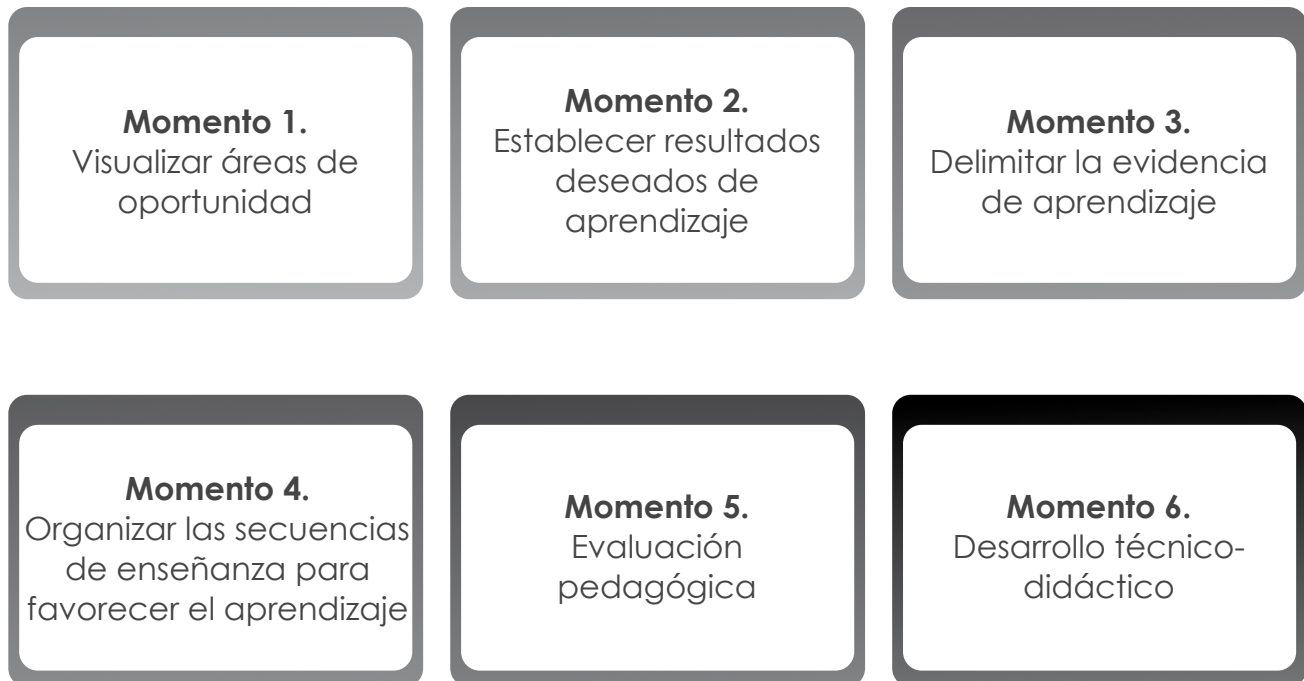 Momento 1.
Visualizar áreas de
oportunidad
Momento 2.
Establecer resultados
deseados de
aprendizaje
Momento 3.
Delimitar la evidencia
de aprendizaje
Momento 4.
Organizar las secuencias
de enseñanza para
favorecer el aprendizaje
Momento 5.
Evaluación
pedagógica
Momento 6.
Desarrollo técnico-
didáctico